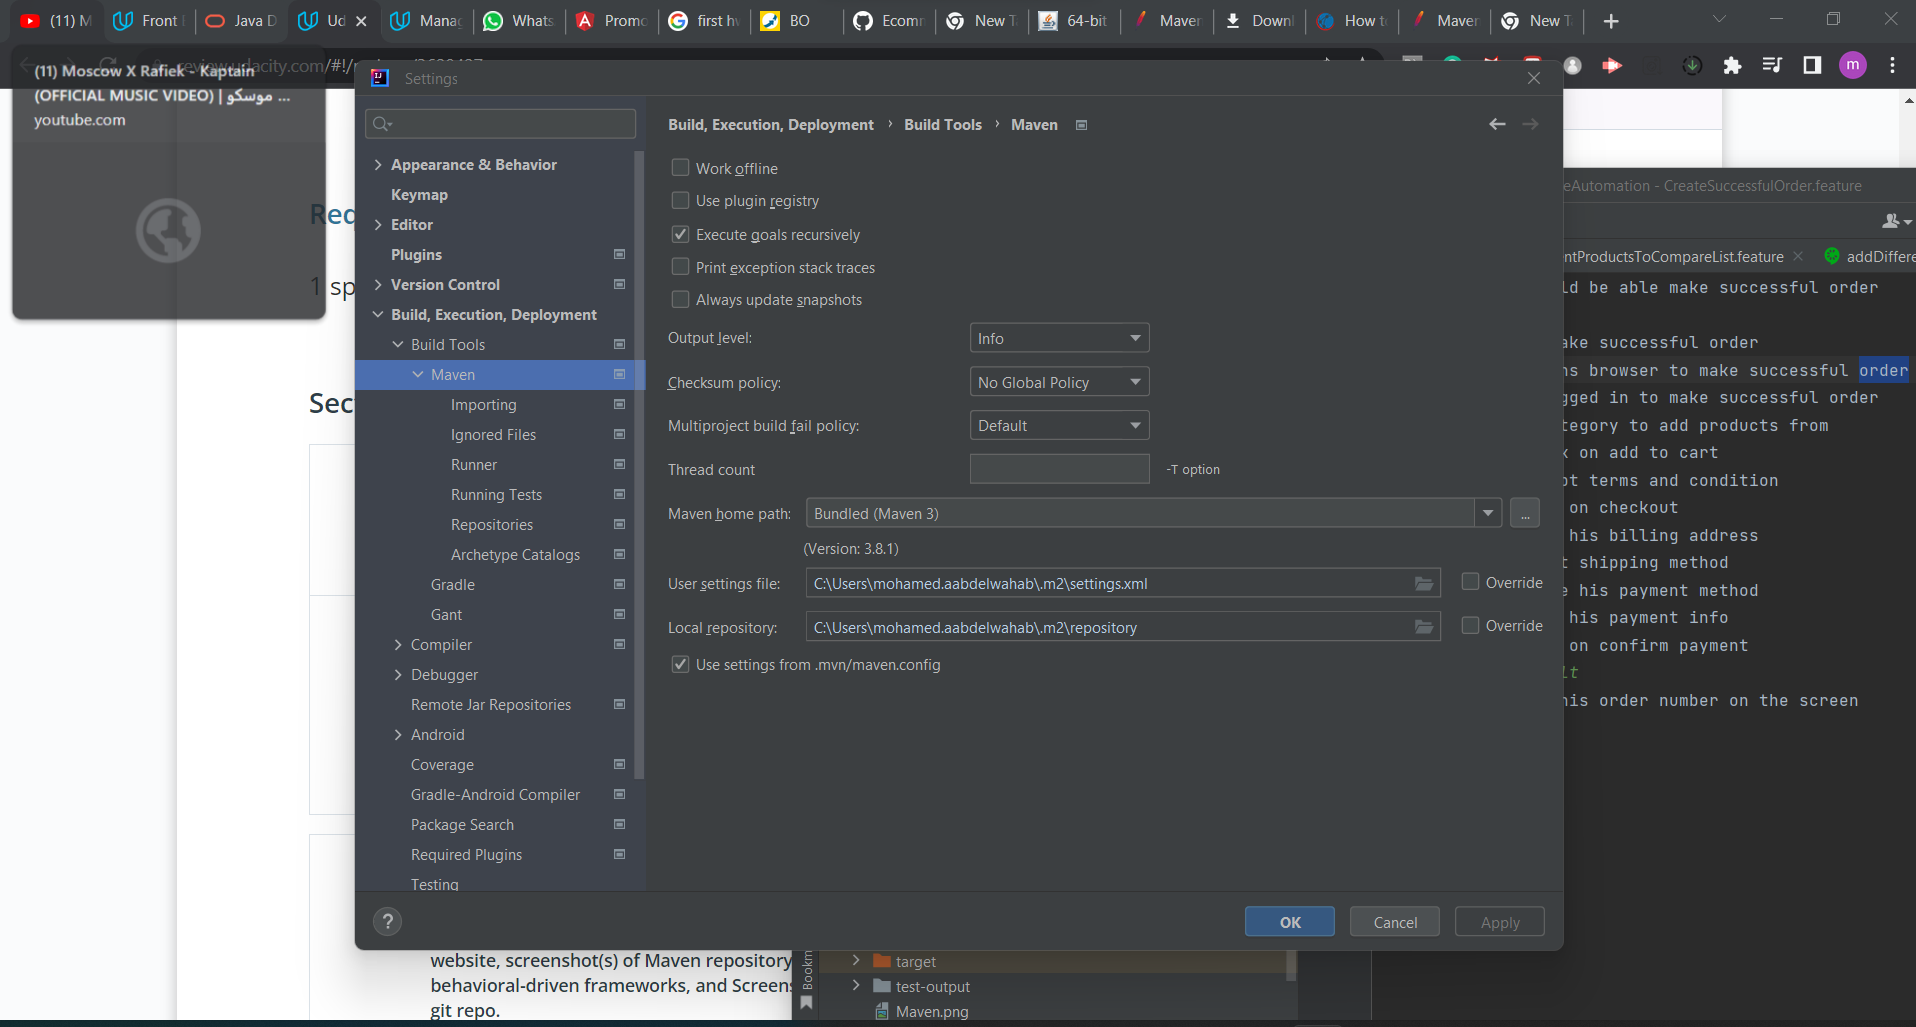 (11) M
Front
Java D
Ud
Manag
Whats
Promo
first hw
BO
Ecomm
New T
64-bit
Maven
Downl
How t
Maven
New T
review.udacity.com/#!/
m
(11) Moscow X Rafiek - Kaptain
(OFFICIAL MUSIC VIDEO) | موسكو ...
youtube.com
Req
1 sp
Sec
Settings
Appearance & Behavior
Keymap
Editor
Plugins
Version Control
Build, Execution, Deployment
Build Tools
Maven
Importing
Ignored Files
Runner
Running Tests
Repositories
Archetype Catalogs
Gradle
Gant
Compiler
Debugger
Remote Jar Repositories
Android
Coverage
Gradle-Android Compiler
Package Search
Required Plugins
Testing
Build, Execution, Deployment › Build Tools › Maven
Work offline
Use plugin registry
Execute goals recursively
Print exception stack traces
Always update snapshots
Output level: Info
Checksum policy: No Global Policy
Multiproject build fail policy: Default
Thread count -T option
Maven home path: Bundled (Maven 3) ...
(Version: 3.8.1)
User settings file: C:\Users\mohamed.aabdelwahab\.m2\settings.xml Override
Local repository: C:\Users\mohamed.aabdelwahab\.m2\repository Override
Use settings from .mvn/maven.config
? OK Cancel Apply
eAutomation - CreateSuccessfulOrder.feature
ntProductsToCompareList.feature
addDiffere
ld be able make successful order
ake successful order
ns browser to make successful order
gged in to make successful order
tegory to add products from
k on add to cart
pt terms and condition
on checkout
his billing address
t shipping method
e his payment method
his payment info
on confirm payment
lt
his order number on the screen
website, screenshot(s) of Maven repository
behavioral-driven frameworks, and Screens
git repo.
Bookm
target
test-output
Maven.png